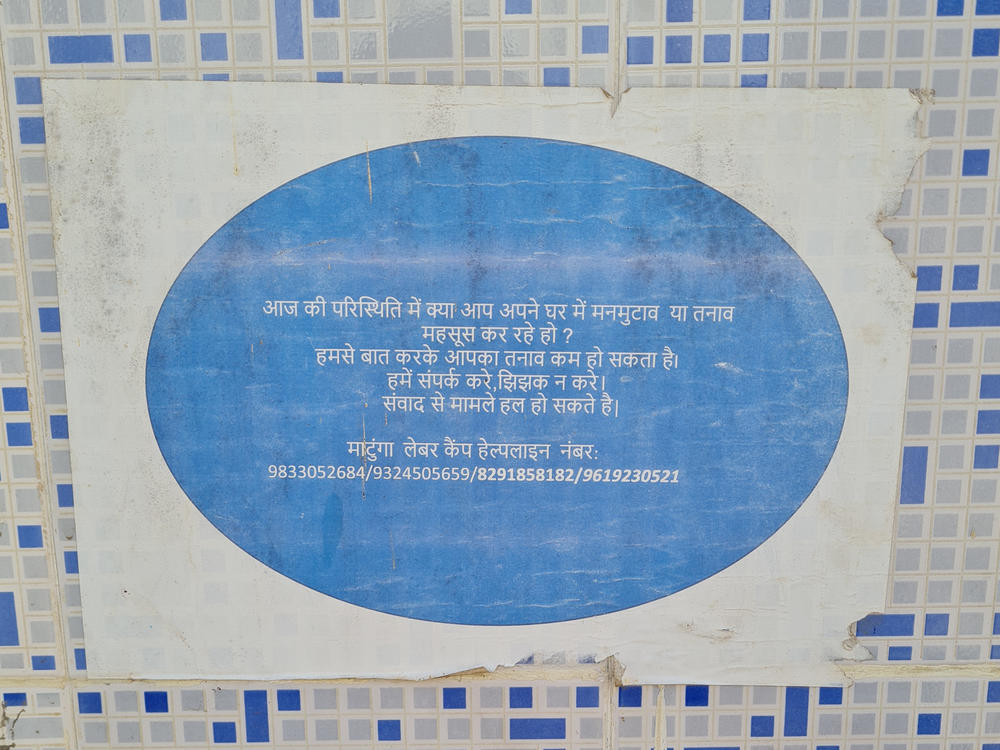 आज की परिस्थिति में क्या आप अपने घर में मनमुटाव या तनाव
महसूस कर रहे हो ?
हमसे बात करके आपका तनाव कम हो सकता है।
हमें संपर्क करे,झिझक न करे।
संवाद से मामले हल हो सकते है|
माटुंगा लेबर कैंप हेल्पलाइन नंबर:
9833052684/9324505659/8291858182/9619230521